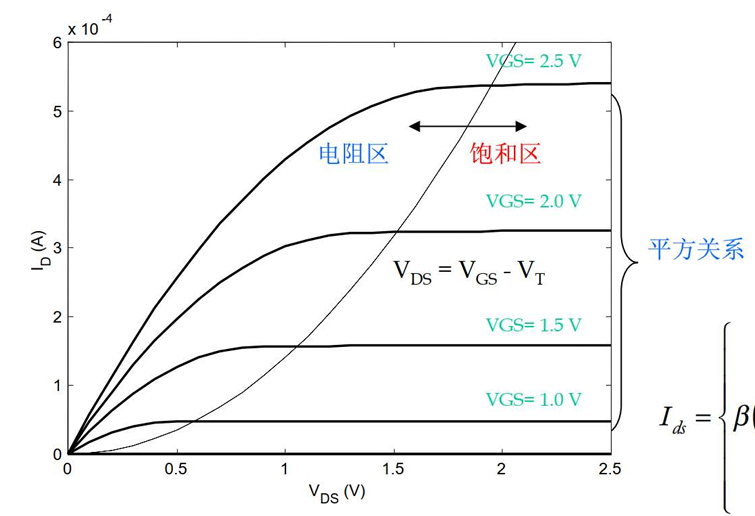 x 10⁻⁴
6
5
4
3
2
1
0
I_D (A)
VGS= 2.5 V
电阻区
饱和区
VGS= 2.0 V
平方关系
V_DS = V_GS - V_T
VGS= 1.5 V
VGS= 1.0 V
I_ds = { β(
0 0.5 1 1.5 2 2.5
V_DS (V)